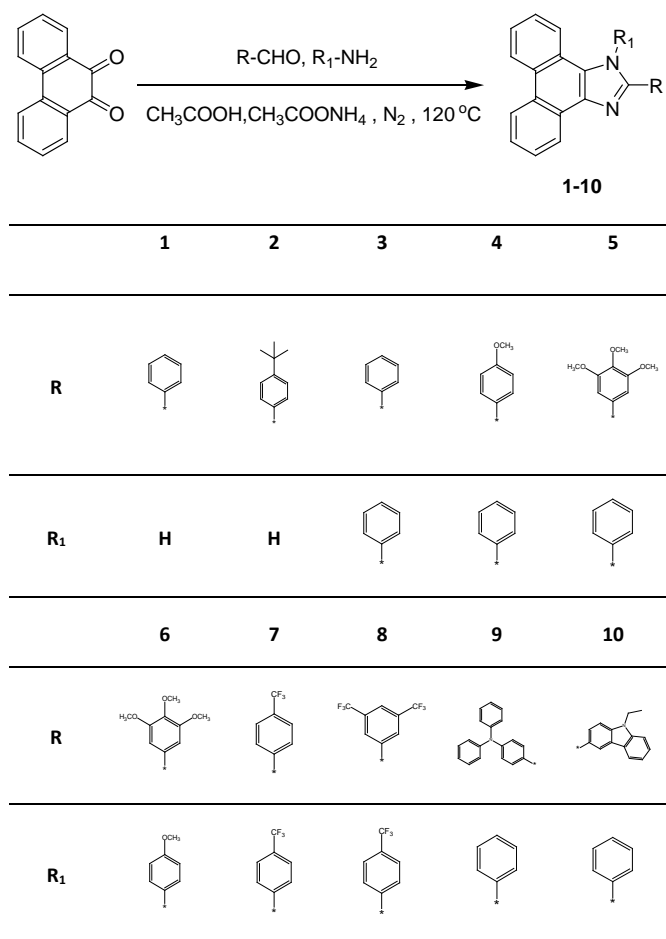 O
O
R-CHO, R₁-NH₂
CH₃COOH,CH₃COONH₄ , N₂ , 120 °C
R₁
N
R
N
1-10
1 2 3 4 5
R
*
*
*
OCH₃
*
OCH₃
H₃CO OCH₃
*
R₁ H H
*
*
*
6 7 8 9 10
R
OCH₃
H₃CO OCH₃
*
CF₃
*
F₃C CF₃
*
*
N
*
R₁
OCH₃
*
CF₃
*
CF₃
*
*
*